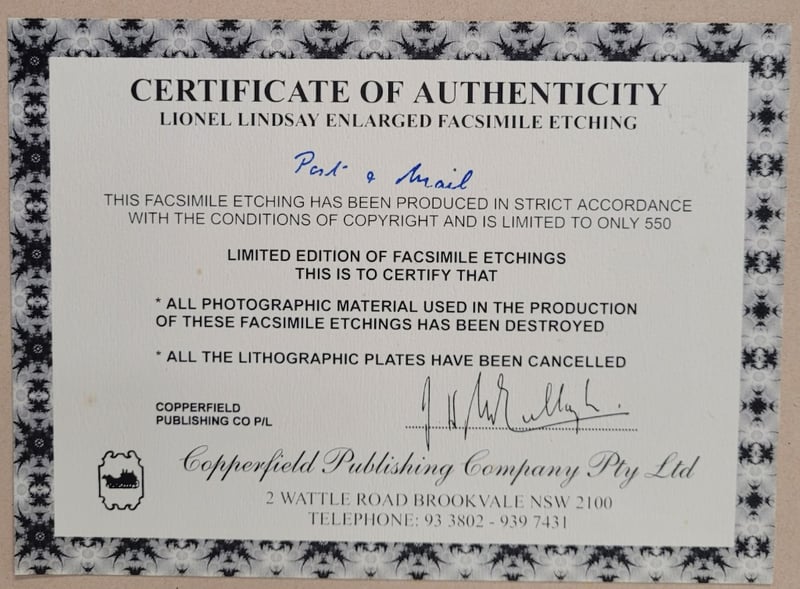 CERTIFICATE OF AUTHENTICITY
LIONEL LINDSAY ENLARGED FACSIMILE ETCHING
Port & Mail
THIS FACSIMILE ETCHING HAS BEEN PRODUCED IN STRICT ACCORDANCE
WITH THE CONDITIONS OF COPYRIGHT AND IS LIMITED TO ONLY 550
LIMITED EDITION OF FACSIMILE ETCHINGS
THIS IS TO CERTIFY THAT
* ALL PHOTOGRAPHIC MATERIAL USED IN THE PRODUCTION
OF THESE FACSIMILE ETCHINGS HAS BEEN DESTROYED
* ALL THE LITHOGRAPHIC PLATES HAVE BEEN CANCELLED
COPPERFIELD
PUBLISHING CO P/L
Copperfield Publishing Company Pty Ltd
2 WATTLE ROAD BROOKVALE NSW 2100
TELEPHONE: 93 3802 - 939 7431